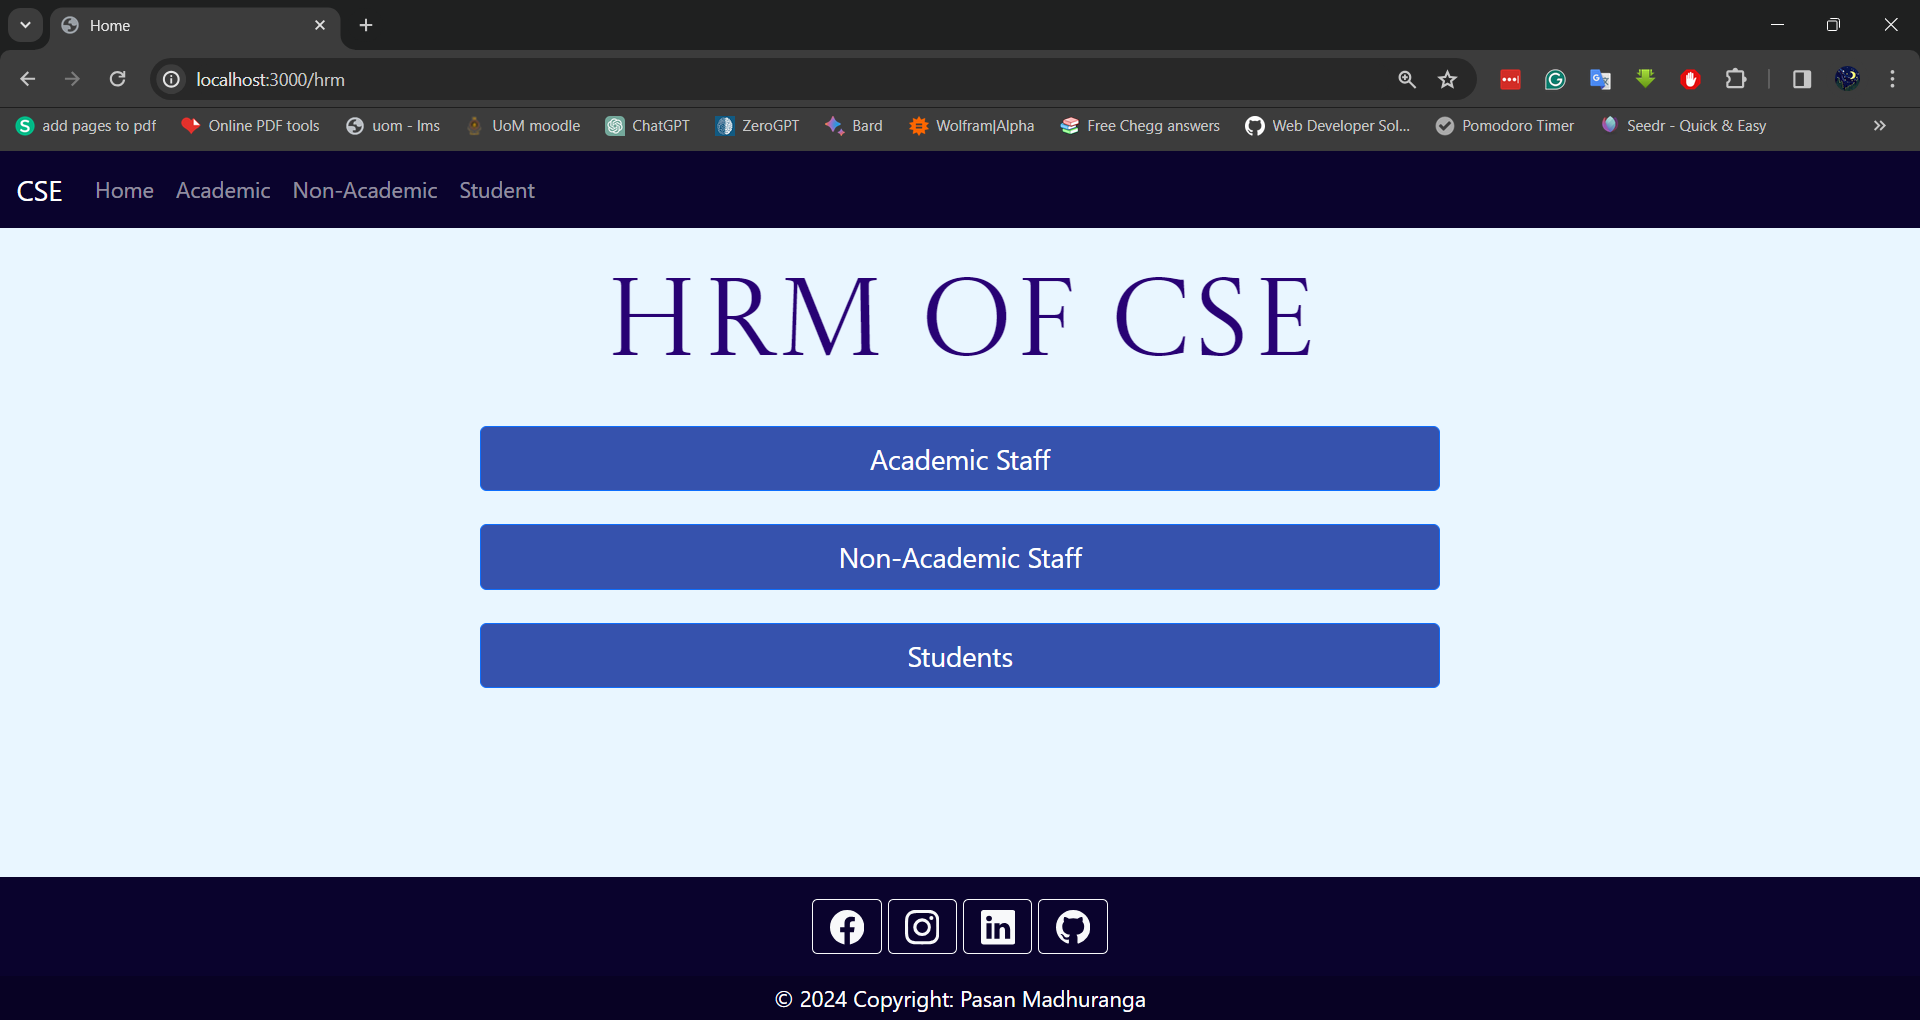 Home
localhost:3000/hrm
add pages to pdf Online PDF tools uom - lms UoM moodle ChatGPT ZeroGPT Bard Wolfram|Alpha Free Chegg answers Web Developer Sol... Pomodoro Timer Seedr - Quick & Easy
CSE Home Academic Non-Academic Student
HRM OF CSE
Academic Staff
Non-Academic Staff
Students
© 2024 Copyright: Pasan Madhuranga